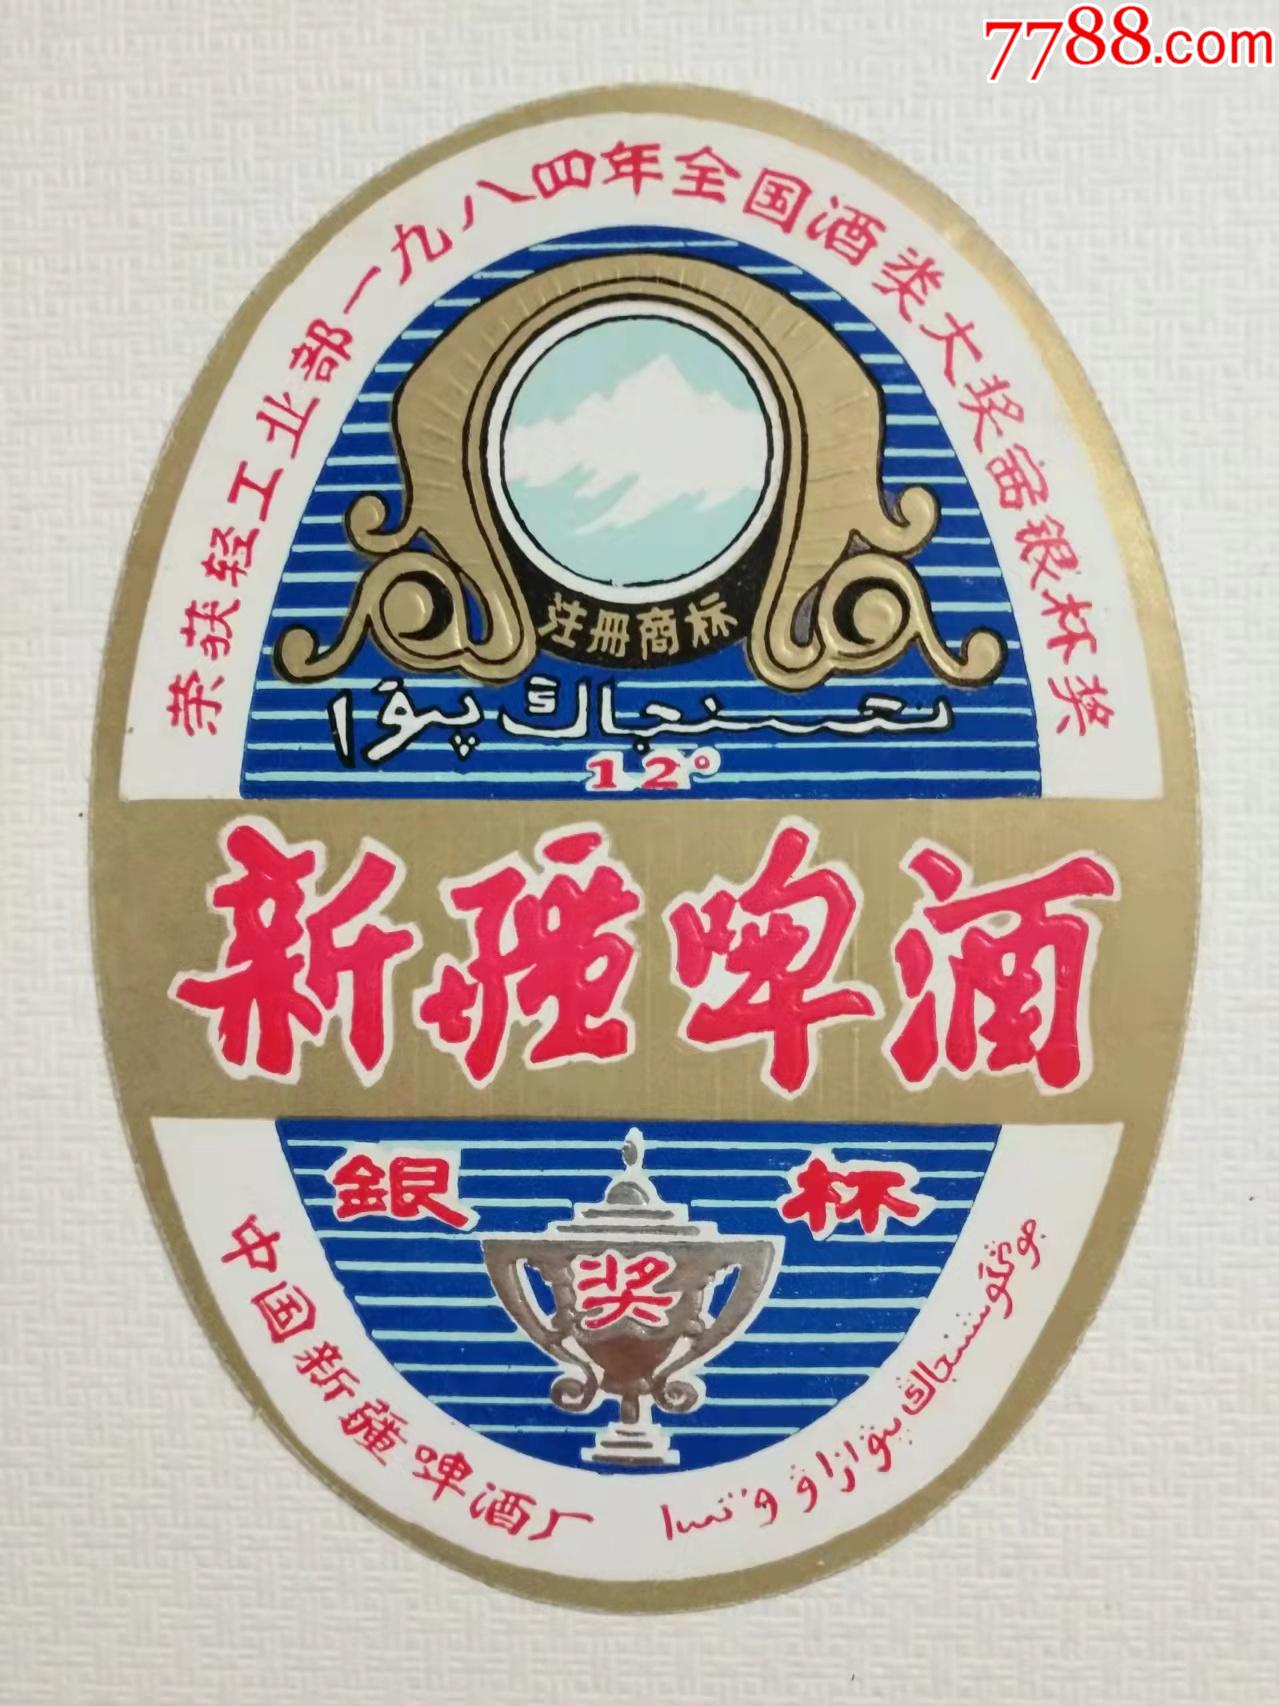 7788.com
荣获轻工业部一九八四年全国酒类大奖赛银杯奖
注册商标
شىنجاڭ پىۋا
12°
新疆啤酒
銀杯
奖
中国新疆啤酒厂